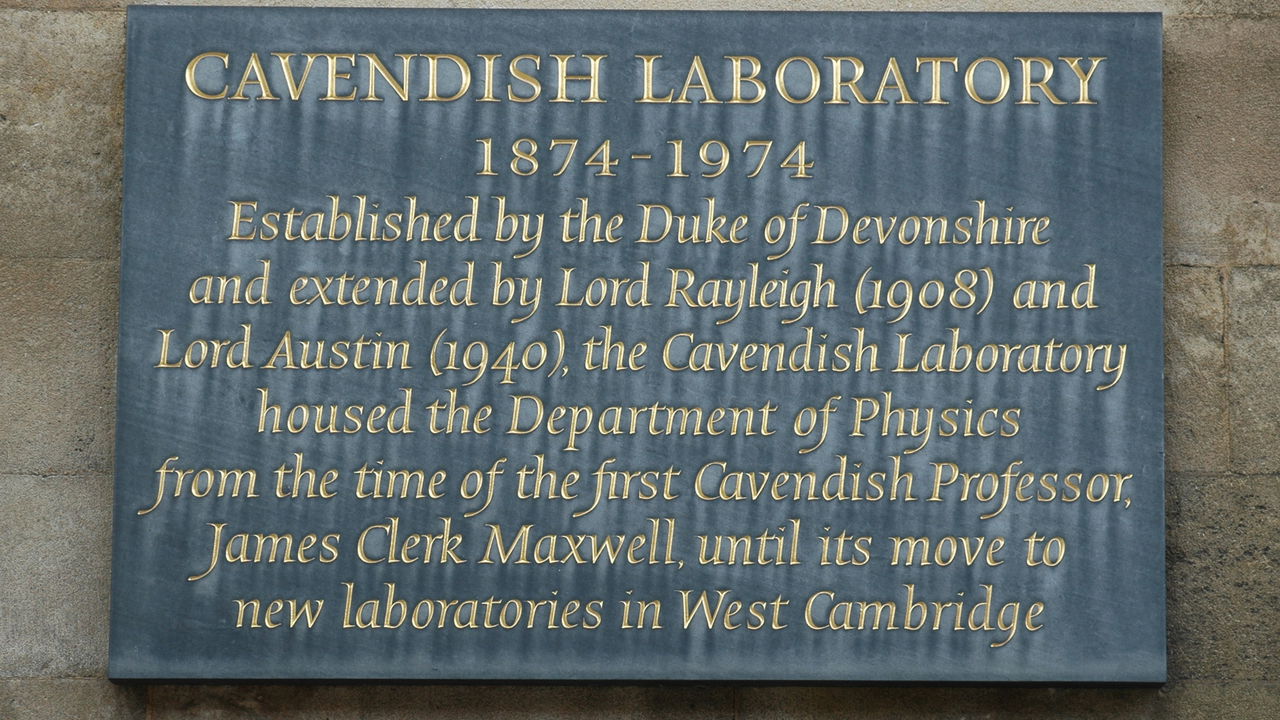 CAVENDISH LABORATORY
1874-1974
Established by the Duke of Devonshire
and extended by Lord Rayleigh (1908) and
Lord Austin (1940), the Cavendish Laboratory
housed the Department of Physics
from the time of the first Cavendish Professor,
James Clerk Maxwell, until its move to
new laboratories in West Cambridge